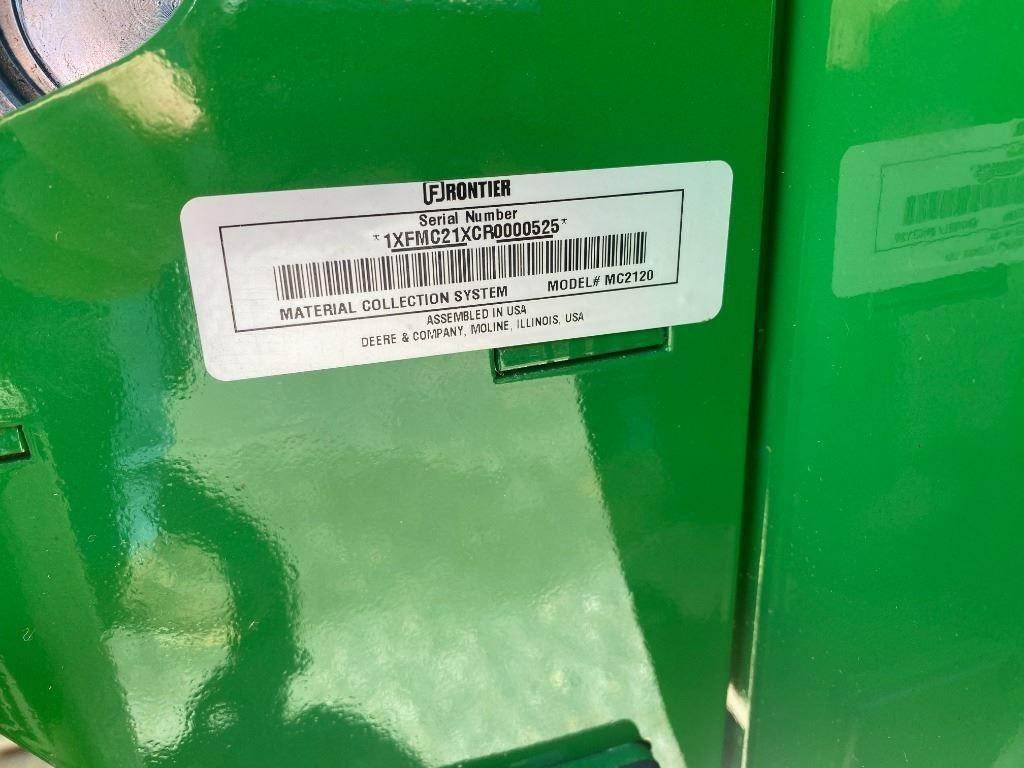 FRONTIER
Serial Number
*1XFMC21XCR0000525*
MATERIAL COLLECTION SYSTEM MODEL# MC2120
ASSEMBLED IN USA
DEERE & COMPANY, MOLINE, ILLINOIS, USA